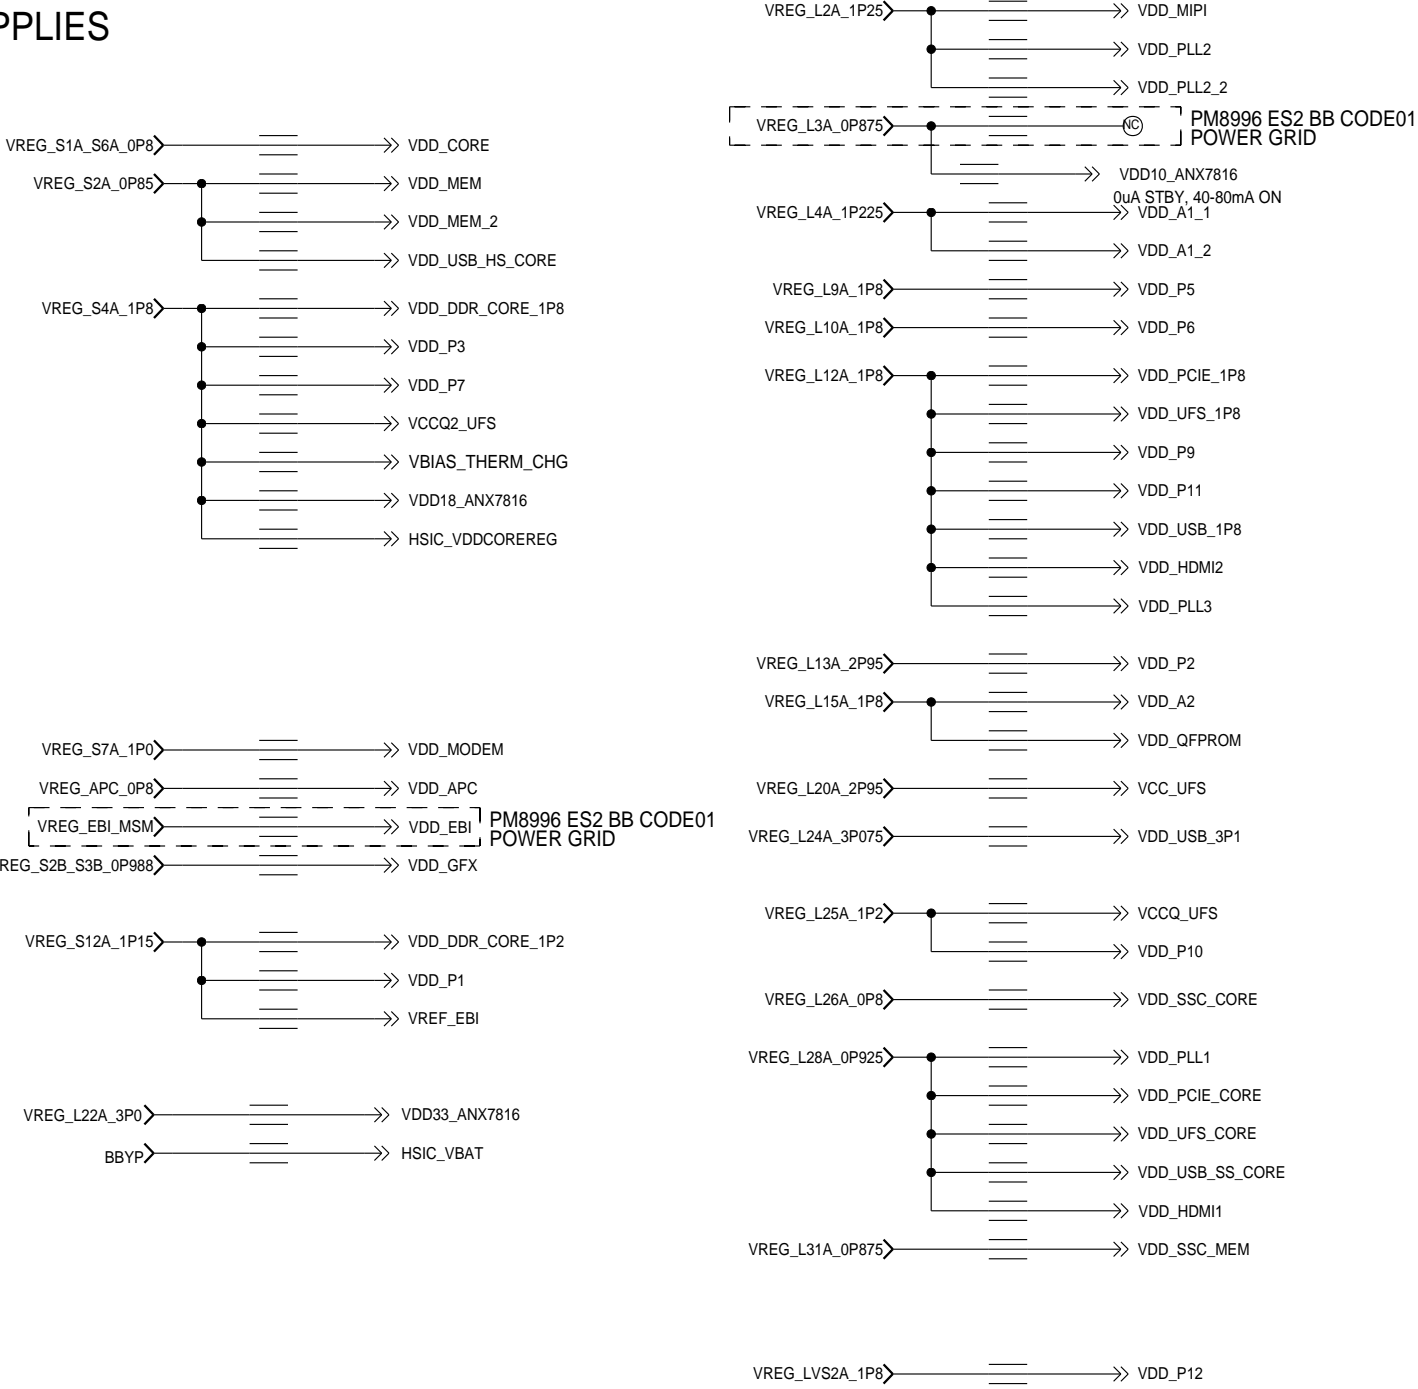 PPLIES
VREG_S1A_S6A_0P8
VDD_CORE
VREG_S2A_0P85
VDD_MEM
VDD_MEM_2
VDD_USB_HS_CORE
VREG_S4A_1P8
VDD_DDR_CORE_1P8
VDD_P3
VDD_P7
VCCQ2_UFS
VBIAS_THERM_CHG
VDD18_ANX7816
HSIC_VDDCOREREG
VREG_S7A_1P0
VDD_MODEM
VREG_APC_0P8
VDD_APC
VREG_EBI_MSM
VDD_EBI
PM8996 ES2 BB CODE01
POWER GRID
REG_S2B_S3B_0P988
VDD_GFX
VREG_S12A_1P15
VDD_DDR_CORE_1P2
VDD_P1
VREF_EBI
VREG_L22A_3P0
VDD33_ANX7816
BBYP
HSIC_VBAT
VREG_L2A_1P25
VDD_MIPI
VDD_PLL2
VDD_PLL2_2
VREG_L3A_0P875
NC
PM8996 ES2 BB CODE01
POWER GRID
VDD10_ANX7816
0uA STBY, 40-80mA ON
VREG_L4A_1P225
VDD_A1_1
VDD_A1_2
VREG_L9A_1P8
VDD_P5
VREG_L10A_1P8
VDD_P6
VREG_L12A_1P8
VDD_PCIE_1P8
VDD_UFS_1P8
VDD_P9
VDD_P11
VDD_USB_1P8
VDD_HDMI2
VDD_PLL3
VREG_L13A_2P95
VDD_P2
VREG_L15A_1P8
VDD_A2
VDD_QFPROM
VREG_L20A_2P95
VCC_UFS
VREG_L24A_3P075
VDD_USB_3P1
VREG_L25A_1P2
VCCQ_UFS
VDD_P10
VREG_L26A_0P8
VDD_SSC_CORE
VREG_L28A_0P925
VDD_PLL1
VDD_PCIE_CORE
VDD_UFS_CORE
VDD_USB_SS_CORE
VDD_HDMI1
VREG_L31A_0P875
VDD_SSC_MEM
VREG_LVS2A_1P8
VDD_P12